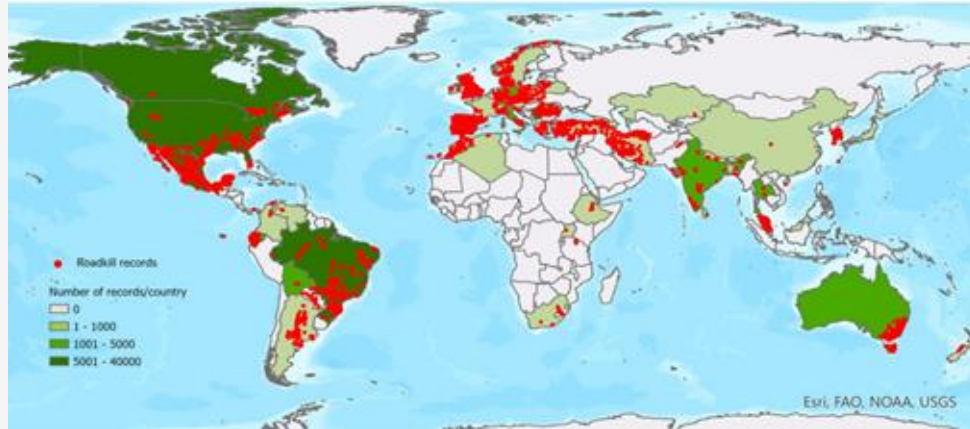 Roadkill records
Number of records/country
0
1 - 1000
1001 - 5000
5001 - 40000
Esri, FAO, NOAA, USGS